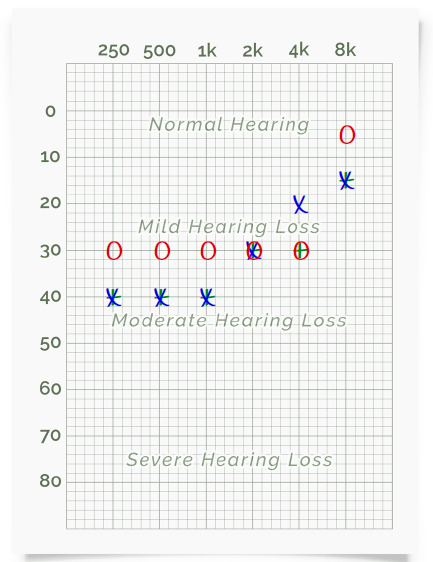 250 500 1k 2k 4k 8k
0
Normal Hearing
10
20
Mild Hearing Loss
30
40
Moderate Hearing Loss
50
60
70
Severe Hearing Loss
80